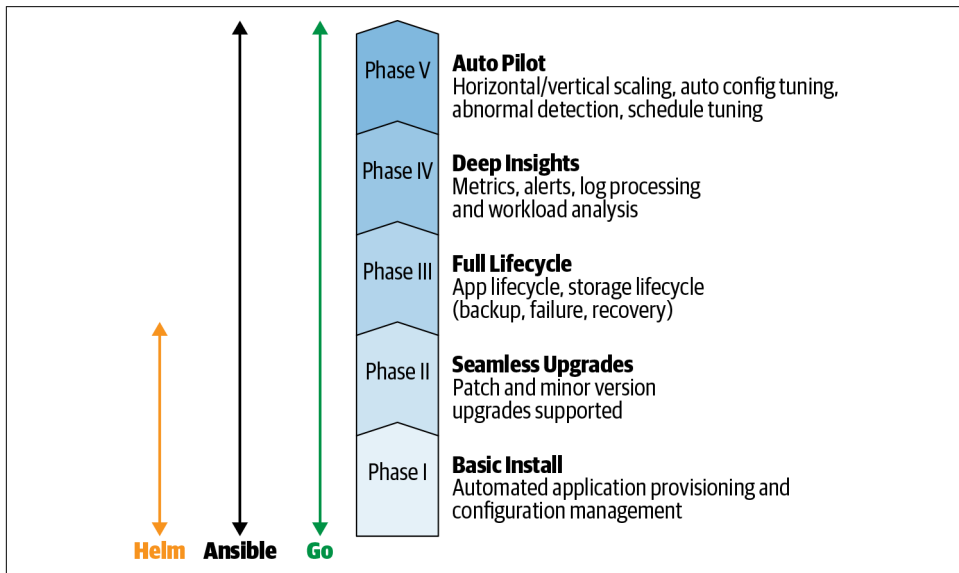 Phase V
Auto Pilot
Horizontal/vertical scaling, auto config tuning,
abnormal detection, schedule tuning
Phase IV
Deep Insights
Metrics, alerts, log processing
and workload analysis
Phase III
Full Lifecycle
App lifecycle, storage lifecycle
(backup, failure, recovery)
Phase II
Seamless Upgrades
Patch and minor version
upgrades supported
Phase I
Basic Install
Automated application provisioning and
configuration management
Helm Ansible Go